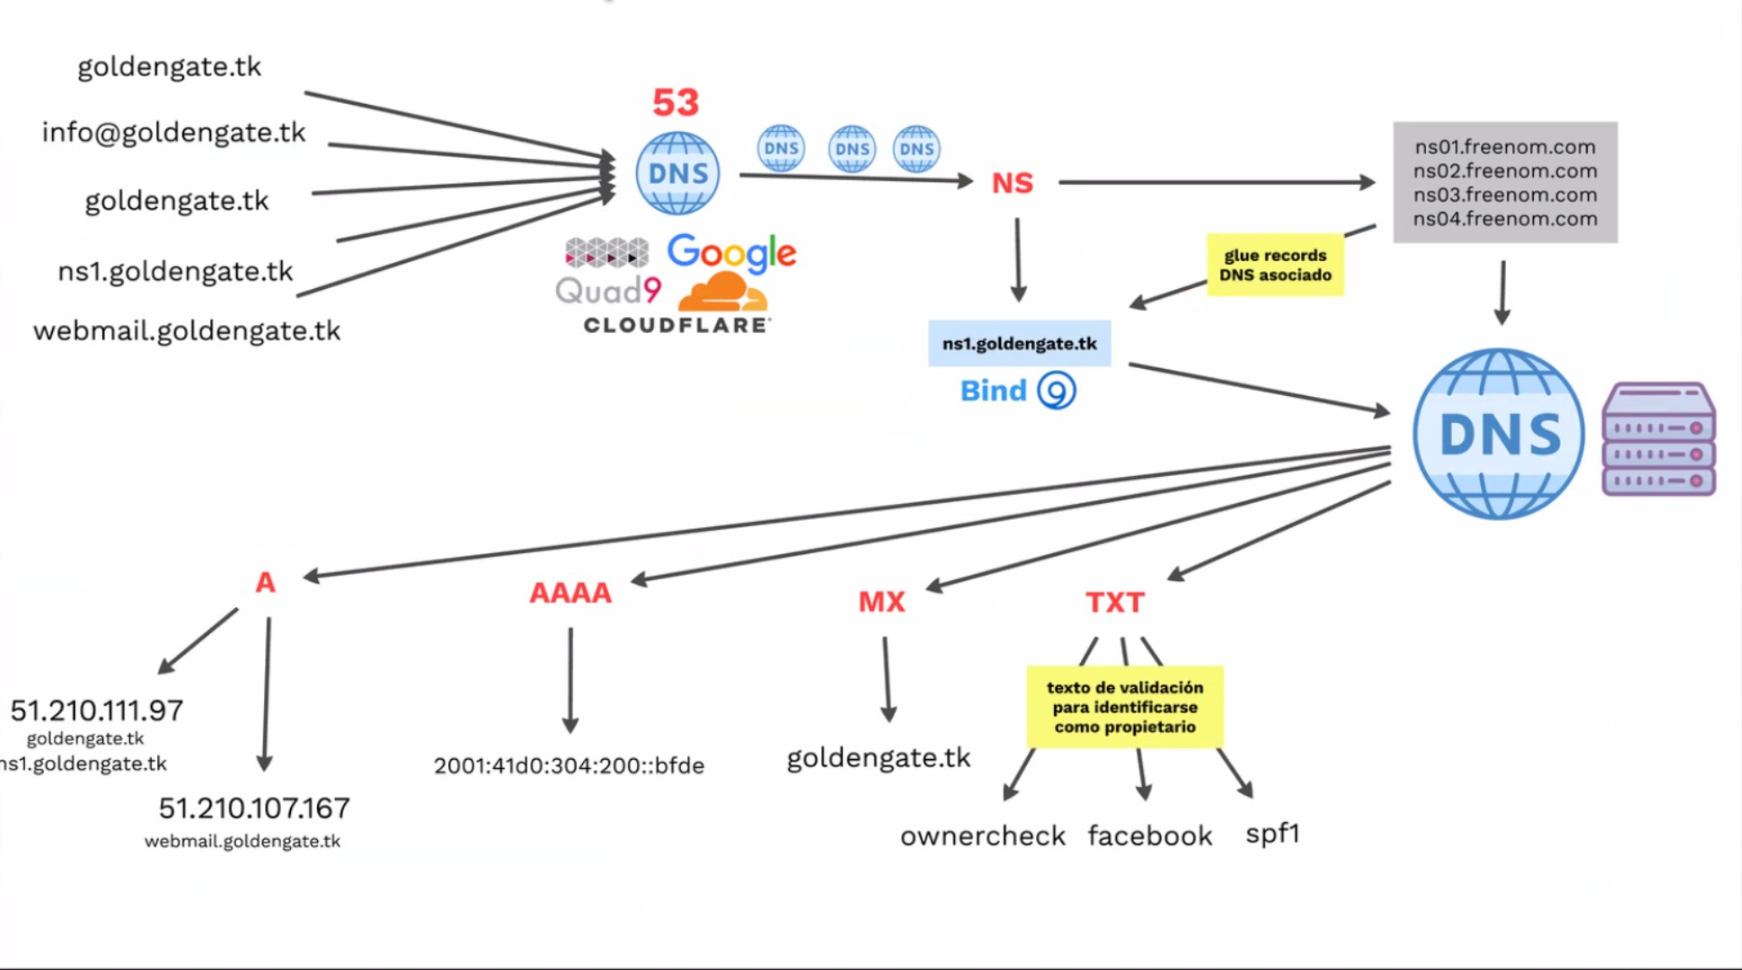 goldengate.tk
info@goldengate.tk
goldengate.tk
ns1.goldengate.tk
webmail.goldengate.tk
53
DNS
Quad9
Google
CLOUDFLARE
DNS
DNS
DNS
NS
ns01.freenom.com
ns02.freenom.com
ns03.freenom.com
ns04.freenom.com
glue records
DNS asociado
ns1.goldengate.tk
Bind 9
DNS
A
AAAA
MX
TXT
51.210.111.97
goldengate.tk
ns1.goldengate.tk
51.210.107.167
webmail.goldengate.tk
2001:41d0:304:200::bfde
goldengate.tk
texto de validación
para identificarse
como propietario
ownercheck
facebook
spf1